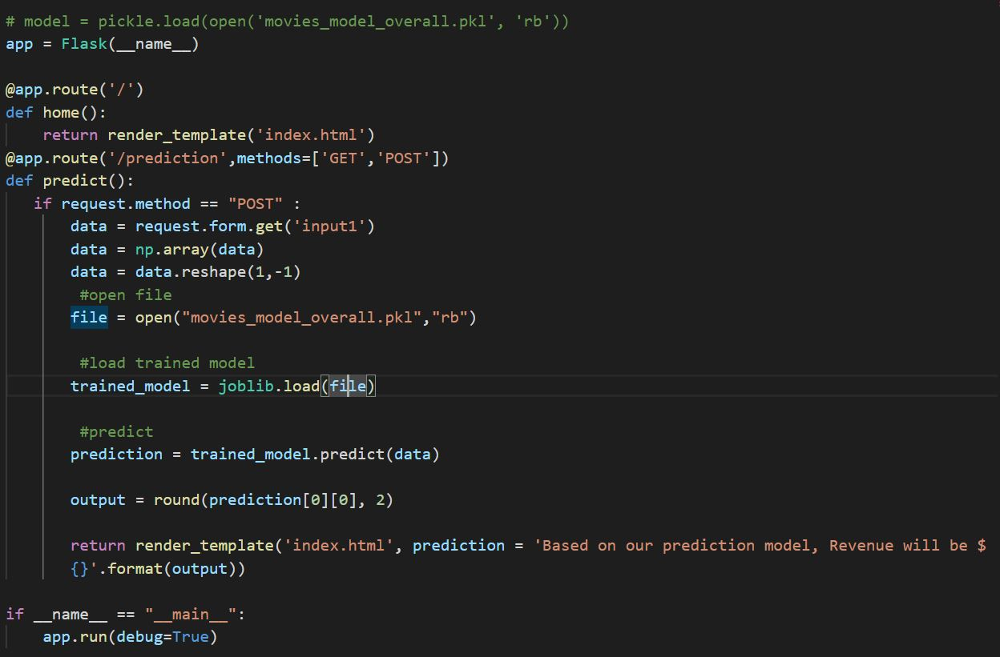 # model = pickle.load(open('movies_model_overall.pkl', 'rb'))
app = Flask(__name__)
@app.route('/')
def home():
    return render_template('index.html')
@app.route('/prediction',methods=['GET','POST'])
def predict():
   if request.method == "POST" :
       data = request.form.get('input1')
       data = np.array(data)
       data = data.reshape(1,-1)
        #open file
       file = open("movies_model_overall.pkl","rb")
        #load trained model
       trained_model = joblib.load(file)
        #predict
       prediction = trained_model.predict(data)
       output = round(prediction[0][0], 2)
       return render_template('index.html', prediction = 'Based on our prediction model, Revenue will be $
       {}'.format(output))
if __name__ == "__main__":
    app.run(debug=True)